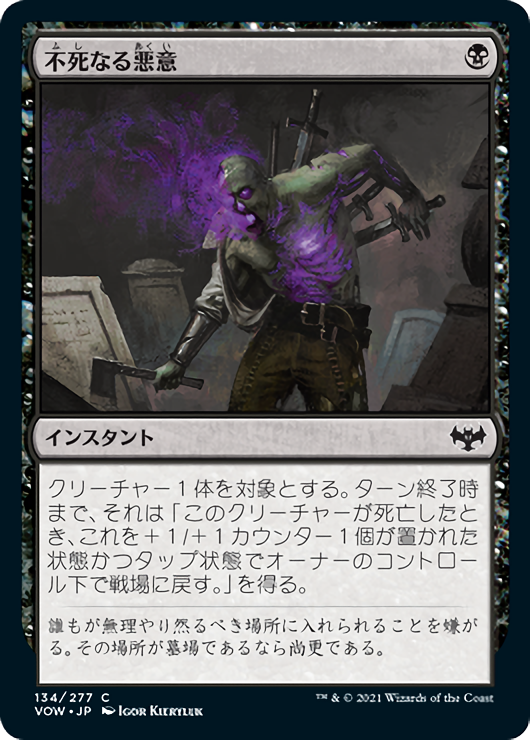 不死なる悪意
インスタント
クリーチャー1体を対象とする。ターン終了時
まで、それは「このクリーチャーが死亡したと
き、これを+1/+1カウンター1個が置かれた
状態かつタップ状態でオーナーのコントロー
ル下で戦場に戻す。」を得る。
誰もが無理やり然るべき場所に入れられることを嫌が
る。その場所が墓場であるなら尚更である。
134/277 C
™ & © 2021 Wizards of the Coast
VOW • JP Igor Kieryluk